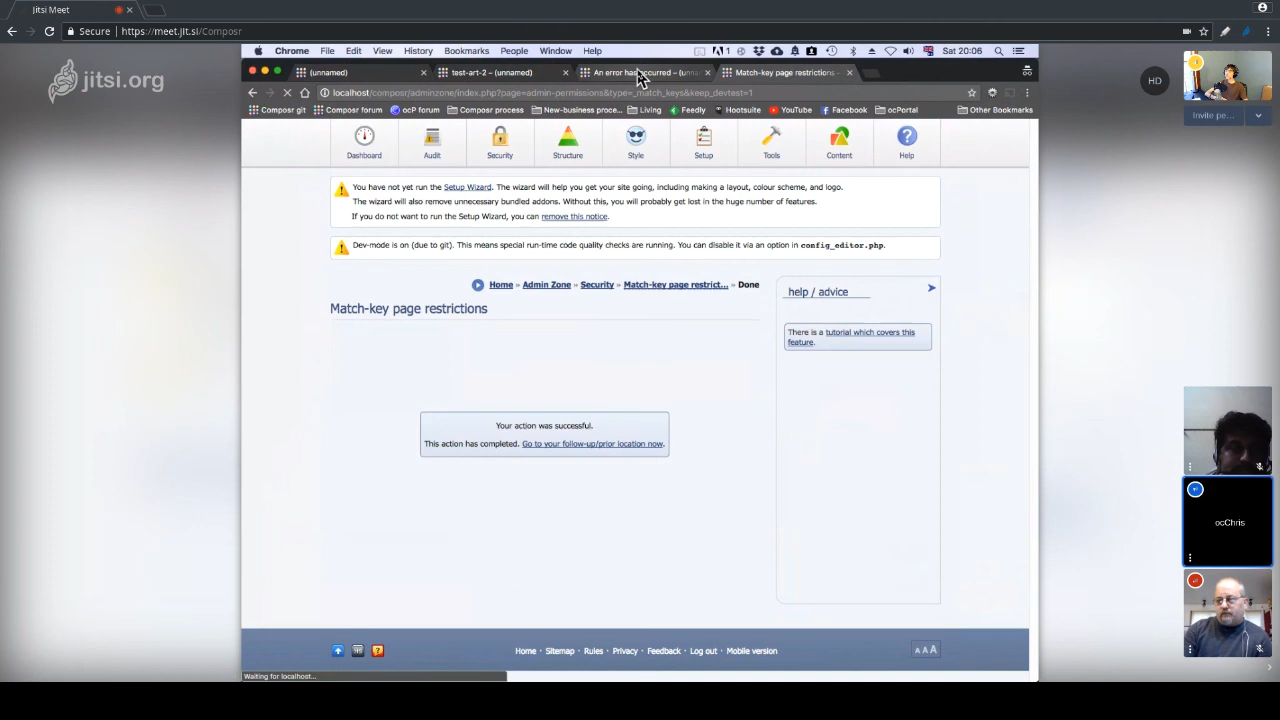 Jitsi Meet
Secure https://meet.jit.si/Composr
jitsi.org
Chrome File Edit View History Bookmarks People Window Help
1
Sat 20:06
(unnamed)
test-art-2 – (unnamed)
An error has occurred – (unna
Match-key page restrictions –
localhost/composr/adminzone/index.php?page=admin-permissions&type=_match_keys&keep_devtest=1
Composr git
ocP forum
Composr process
New-business proce...
Living
Feedly
Hootsuite
YouTube
Facebook
ocPortal
Other Bookmarks
Dashboard
Audit
Security
Structure
Style
Setup
Tools
Content
Help
You have not yet run the Setup Wizard. The wizard will help you get your site going, including making a layout, colour scheme, and logo.
The wizard will also remove unnecessary bundled addons. Without this, you will probably get lost in the huge number of features.
If you do not want to run the Setup Wizard, you can remove this notice.
Dev-mode is on (due to git). This means special run-time code quality checks are running. You can disable it via an option in config_editor.php.
Home » Admin Zone » Security » Match-key page restrict... » Done
Match-key page restrictions
help / advice
There is a tutorial which covers this
feature.
Your action was successful.
This action has completed. Go to your follow-up/prior location now.
Home · Sitemap · Rules · Privacy · Feedback · Log out · Mobile version
A A A
Waiting for localhost...
HD
Invite pe...
ocChris